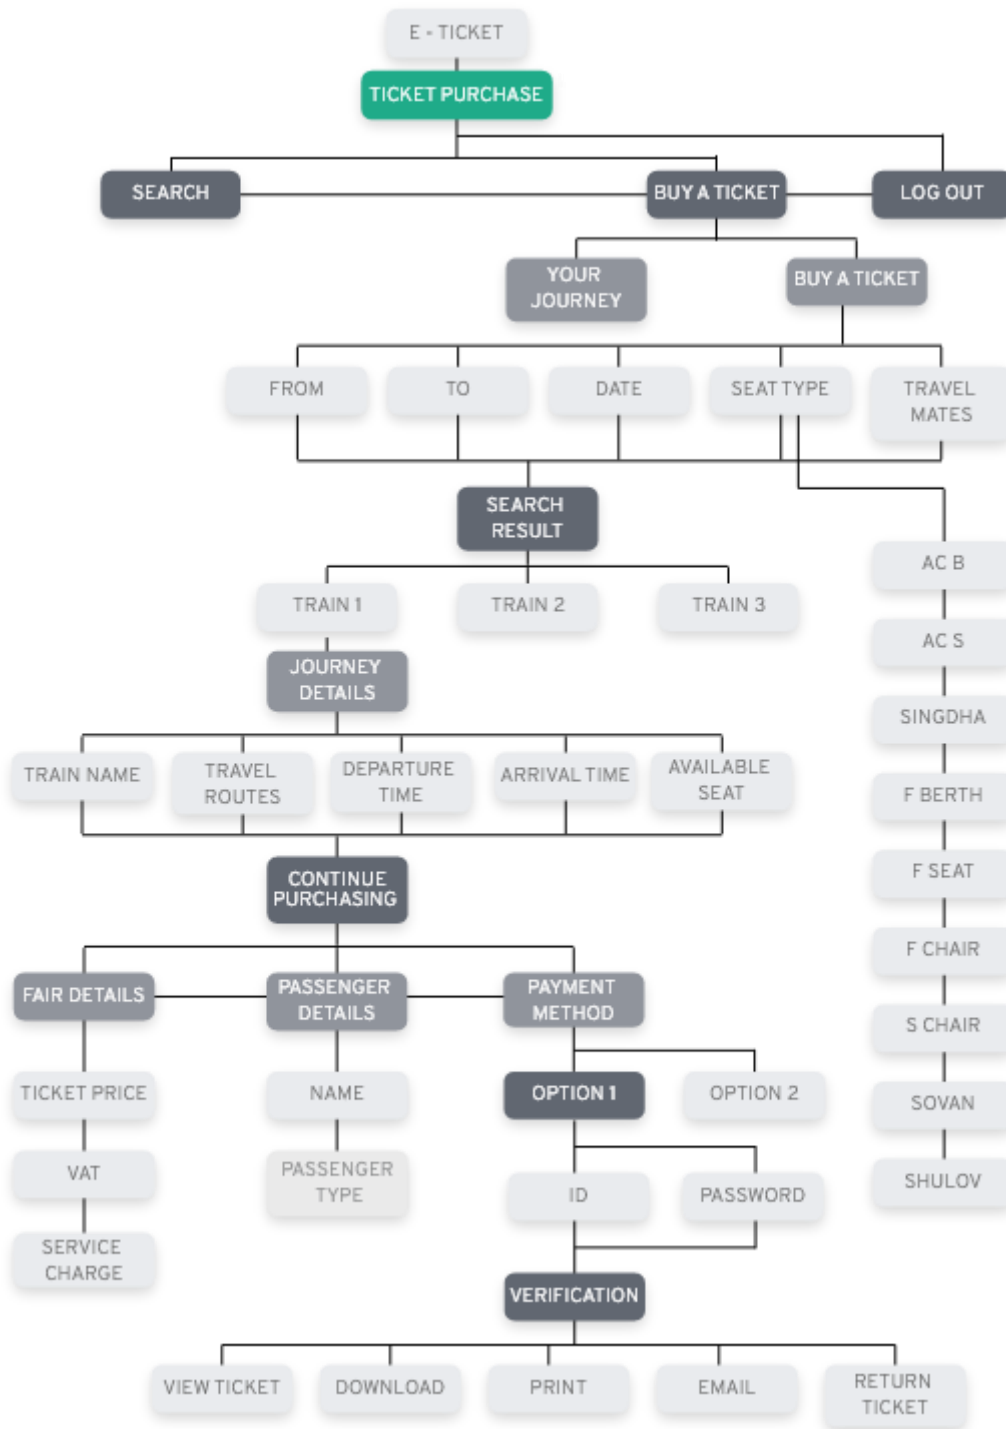 E - TICKET
TICKET PURCHASE
SEARCH
BUY A TICKET
LOG OUT
YOUR
JOURNEY
BUY A TICKET
FROM
TO
DATE
SEAT TYPE
TRAVEL
MATES
SEARCH
RESULT
AC B
TRAIN 1
TRAIN 2
TRAIN 3
AC S
JOURNEY
DETAILS
SINGDHA
TRAIN NAME
TRAVEL
ROUTES
DEPARTURE
TIME
ARRIVAL TIME
AVAILABLE
SEAT
F BERTH
CONTINUE
PURCHASING
F SEAT
F CHAIR
FAIR DETAILS
PASSENGER
DETAILS
PAYMENT
METHOD
S CHAIR
TICKET PRICE
NAME
OPTION 1
OPTION 2
SOVAN
VAT
PASSENGER
TYPE
ID
PASSWORD
SHULOV
SERVICE
CHARGE
VERIFICATION
VIEW TICKET
DOWNLOAD
PRINT
EMAIL
RETURN
TICKET